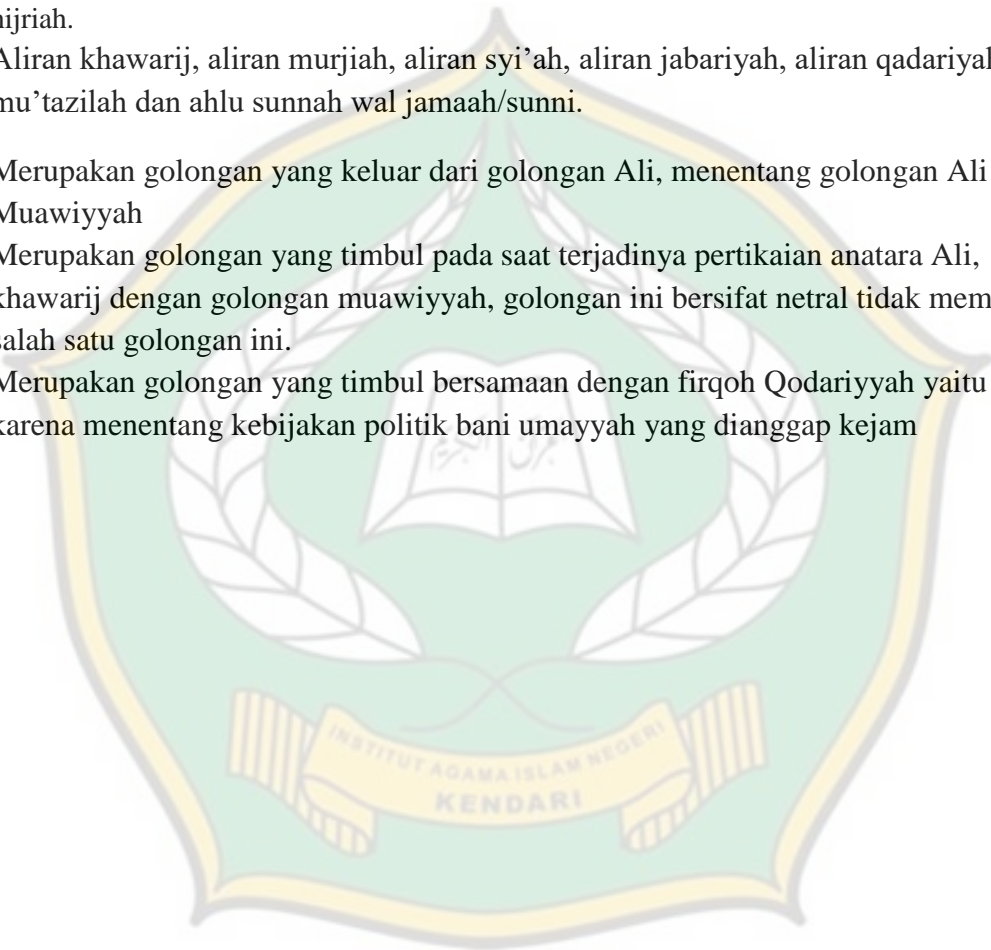 hijriah.
Aliran khawarij, aliran murjiah, aliran syi’ah, aliran jabariyah, aliran qadariyah
mu’tazilah dan ahlu sunnah wal jamaah/sunni.
Merupakan golongan yang keluar dari golongan Ali, menentang golongan Ali
Muawiyyah
Merupakan golongan yang timbul pada saat terjadinya pertikaian anatara Ali,
khawarij dengan golongan muawiyyah, golongan ini bersifat netral tidak mem
salah satu golongan ini.
Merupakan golongan yang timbul bersamaan dengan firqoh Qodariyyah yaitu
karena menentang kebijakan politik bani umayyah yang dianggap kejam
INSTITUT AGAMA ISLAM NEGERI
KENDARI